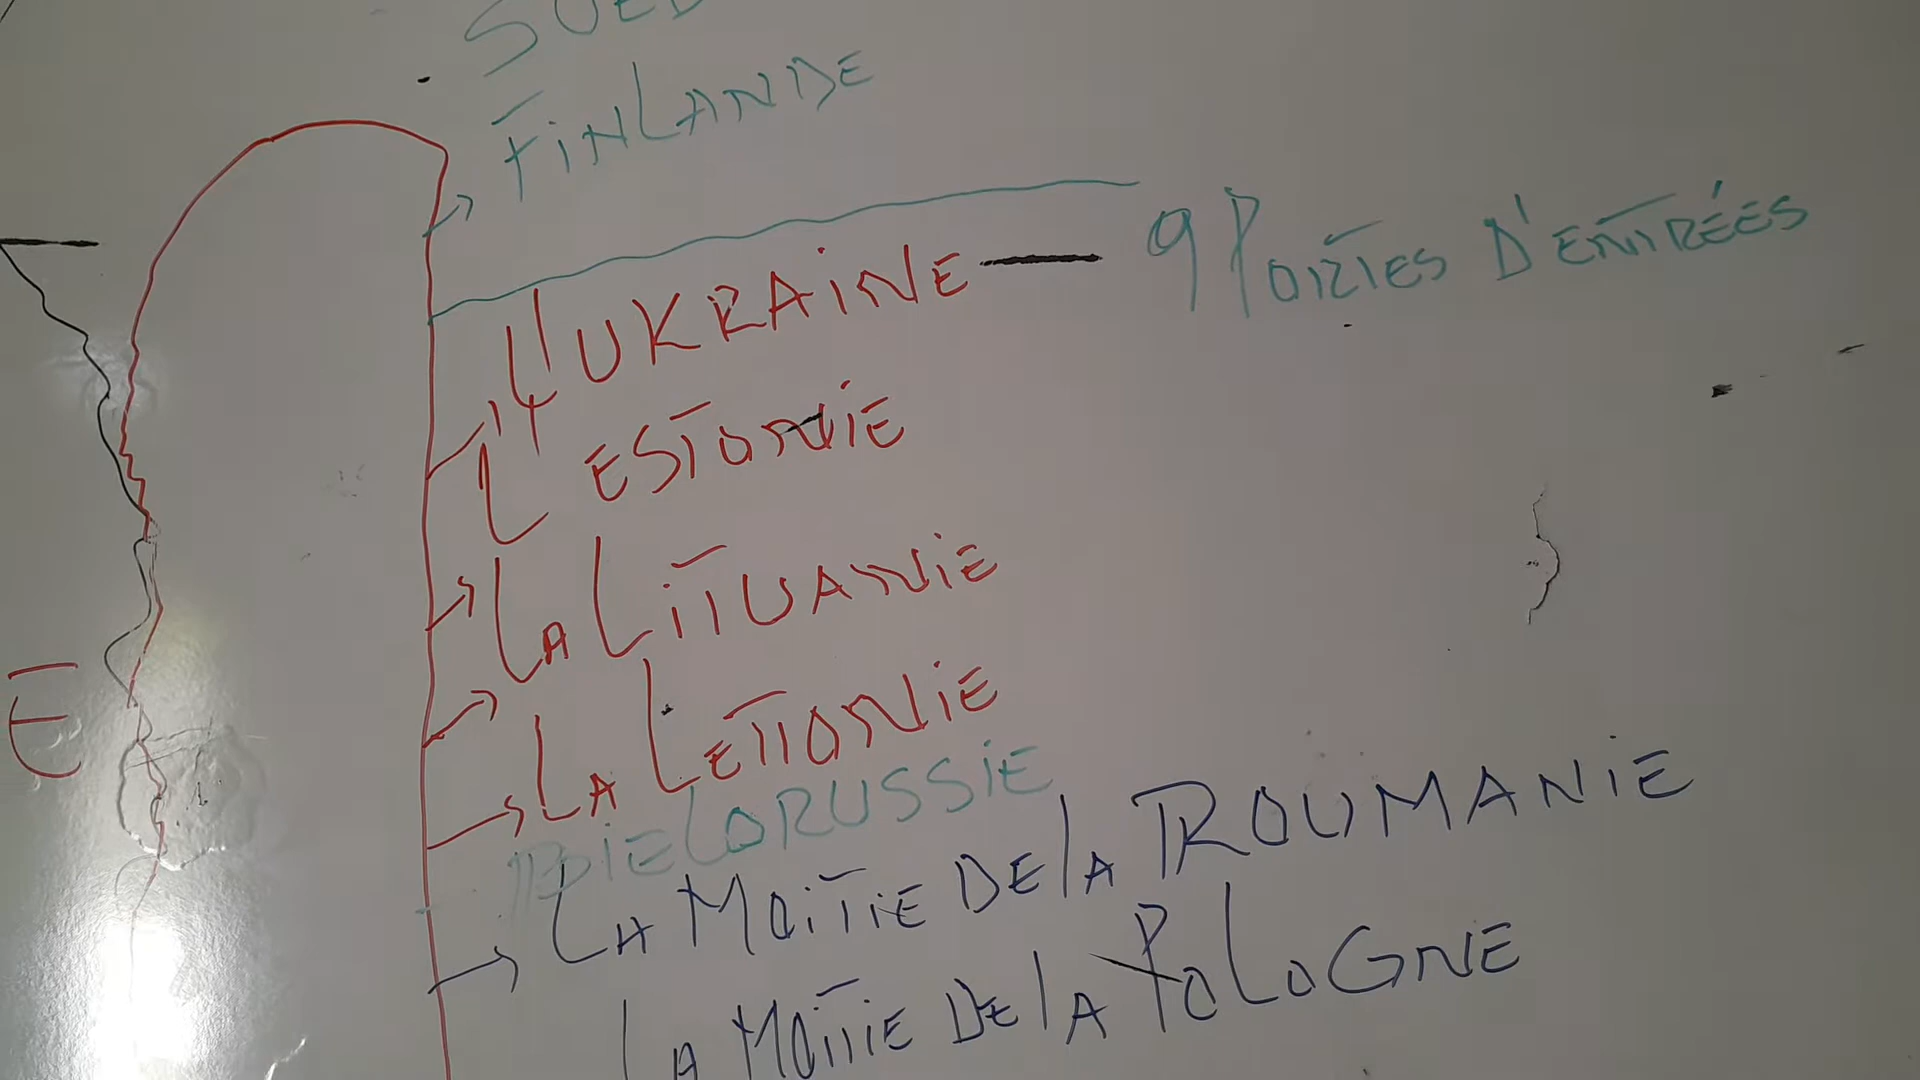 SUED
FINLANDE
L'UKRAINE — 9 PORTES D'ENTRÉES
L'ESTONIE
LA LITUANIE
LA LETTONIE
BIELORUSSIE
LA MOITIE DE LA ROUMANIE
LA MOITIE DE LA POLOGNE
E